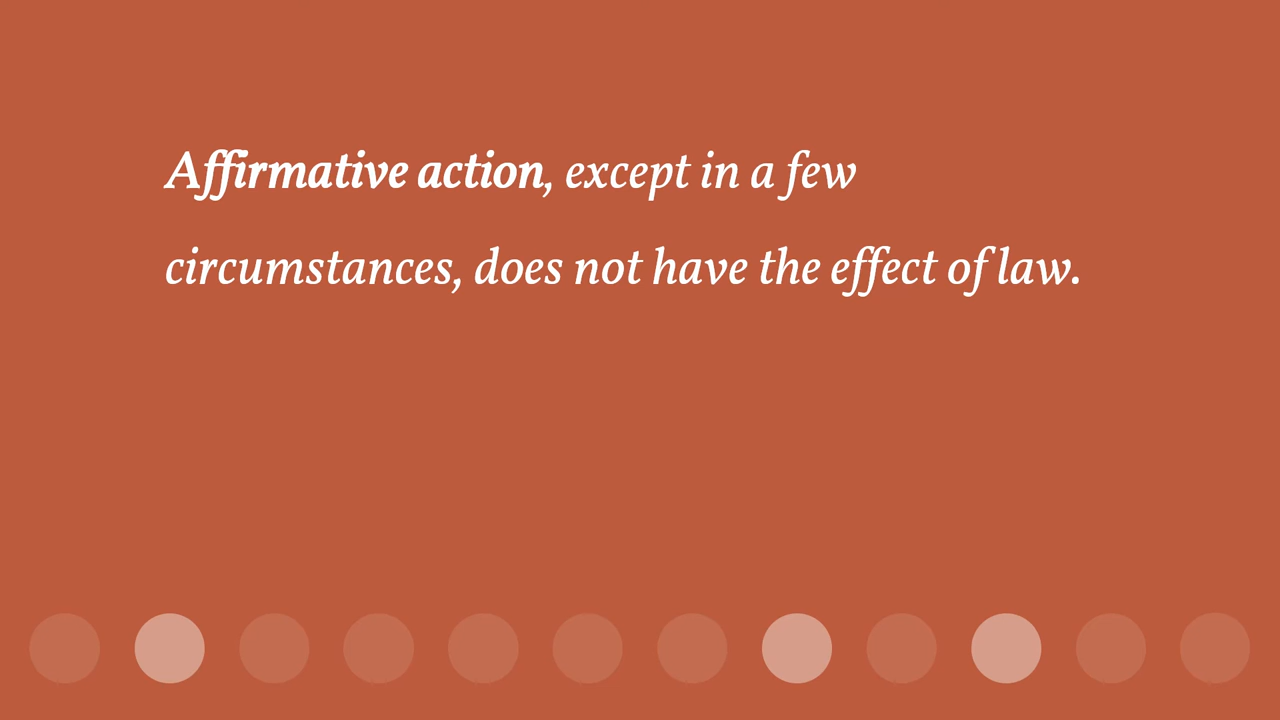 Affirmative action, except in a few
circumstances, does not have the effect of law.